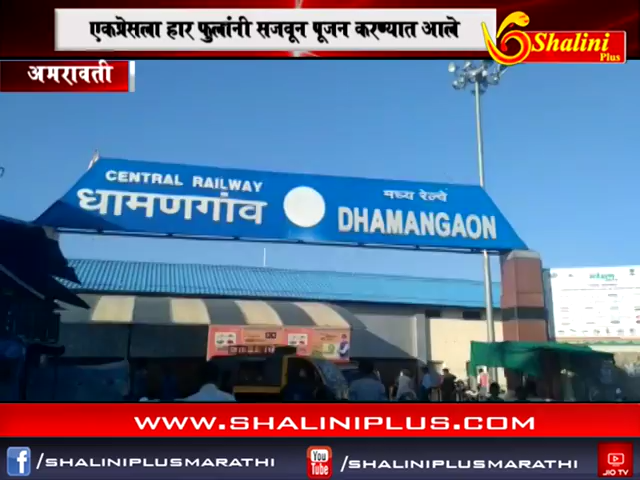 एक्प्रेसला हार फुलांनी सजवून पूजन करण्यात आले
Shalini
Plus
अमरावती
CENTRAL RAILWAY
मध्य रेल्वे
धामणगांव
DHAMANGAON
WWW.SHALINIPLUS.COM
/SHALINIPLUSMARATHI
You
Tube
/SHALINIPLUSMARATHI
JIO TV